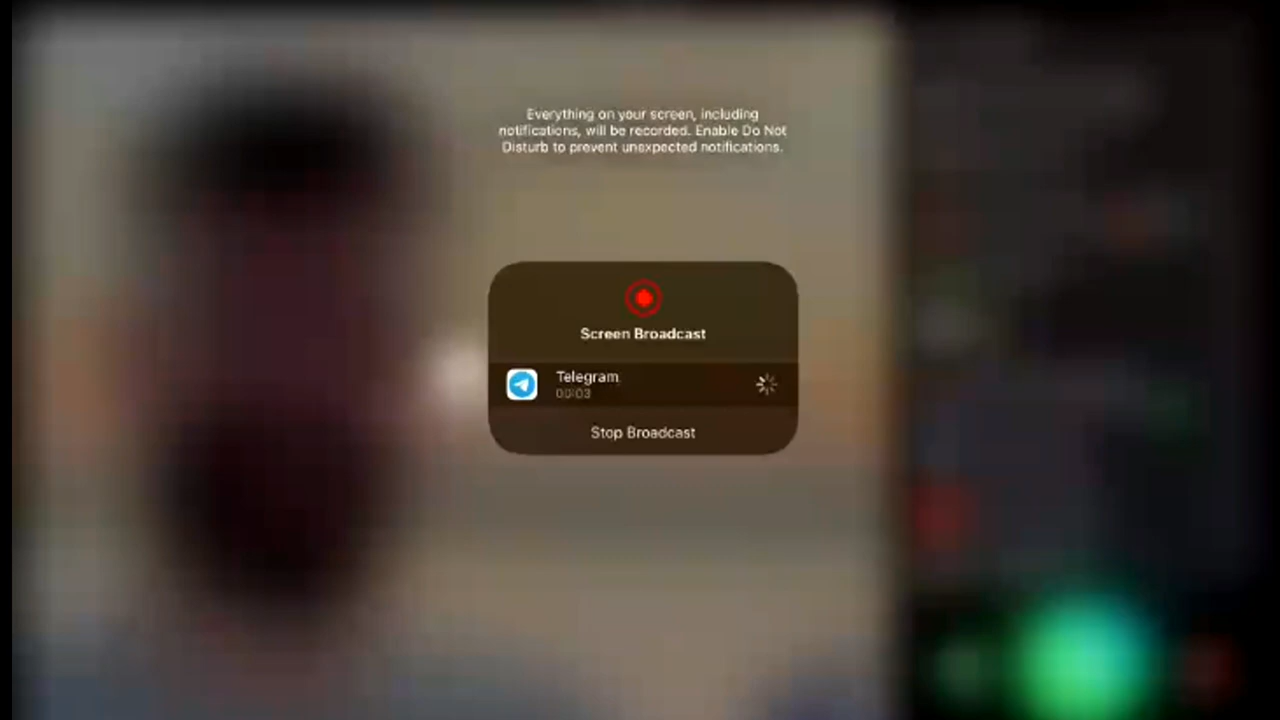 Everything on your screen, including
notifications, will be recorded. Enable Do Not
Disturb to prevent unexpected notifications.
Screen Broadcast
Telegram
00:03
Stop Broadcast